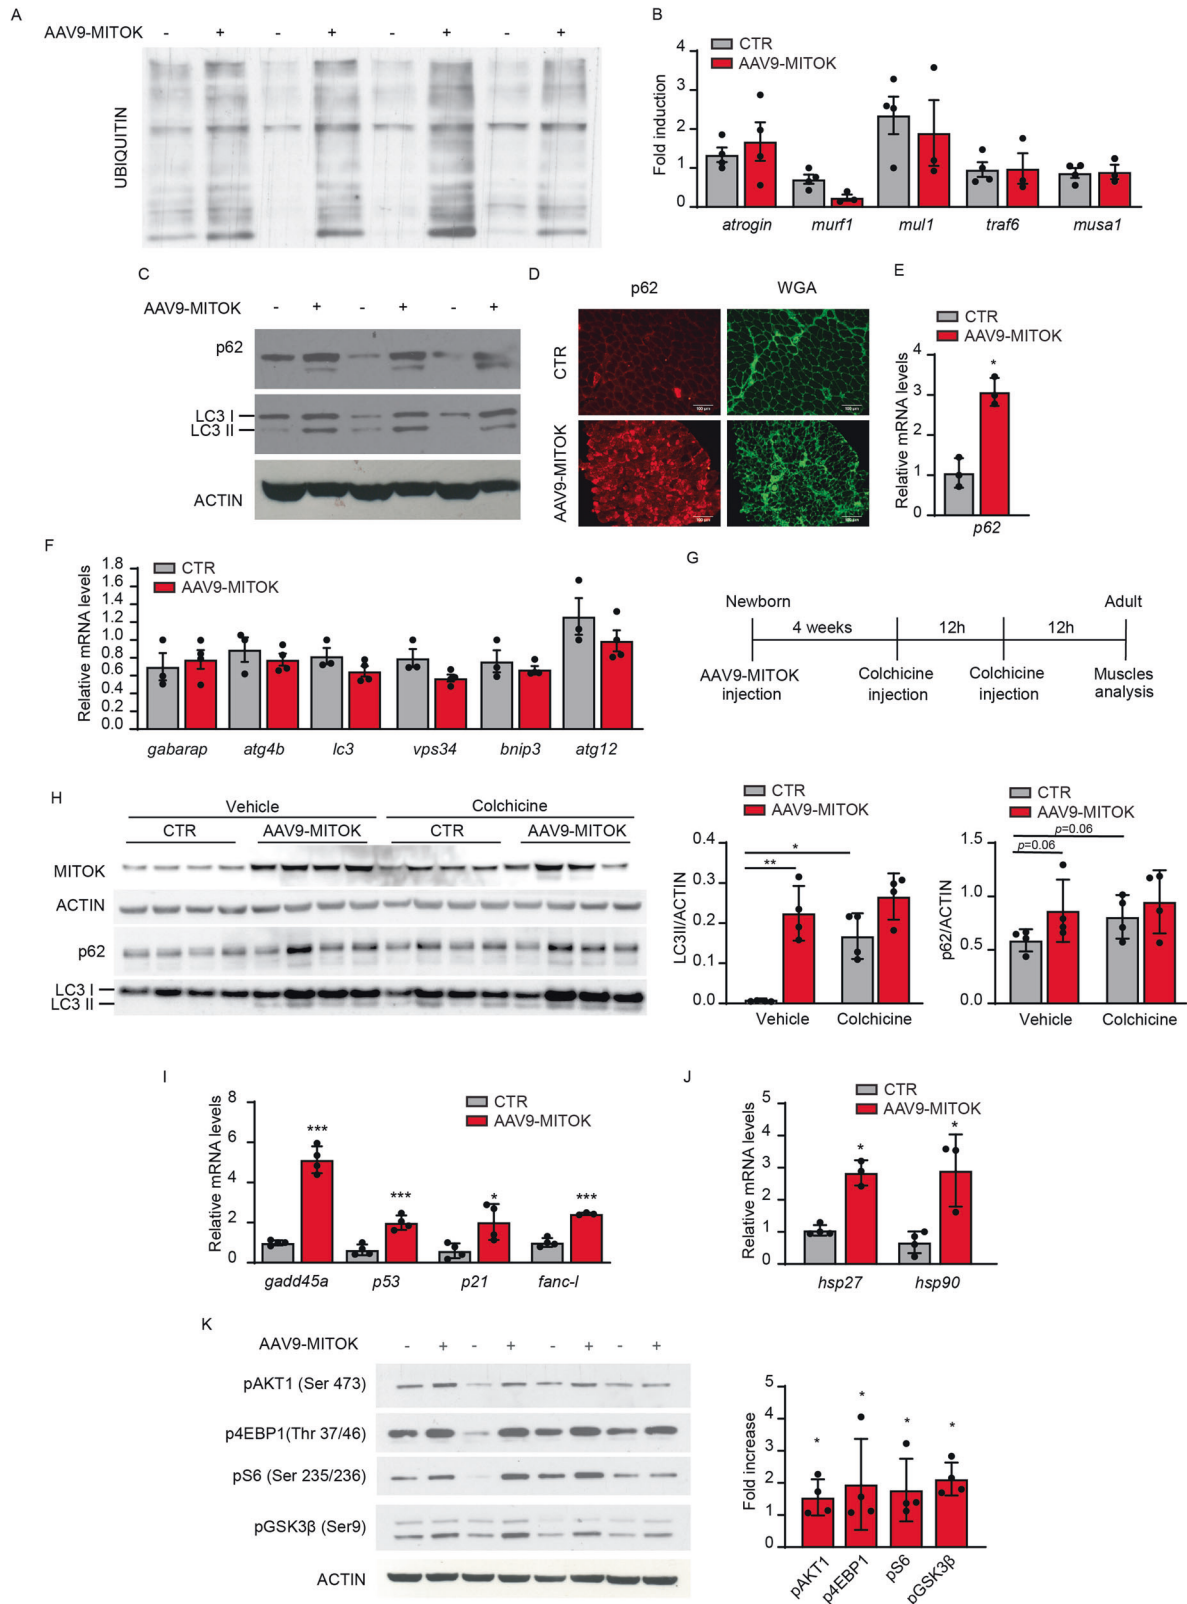 A
AAV9-MITOK - + - + - + - +
UBIQUITIN
B
CTR
AAV9-MITOK
Fold induction
4
3
2
1
0
atrogin murf1 mul1 traf6 musa1
C
AAV9-MITOK - + - + - +
p62
LC3 I
LC3 II
ACTIN
D
p62 WGA
CTR
AAV9-MITOK
100 µm
100 µm
100 µm
100 µm
E
CTR
AAV9-MITOK
Relative mRNA levels
4
3
2
1
0
*
p62
F
CTR
AAV9-MITOK
Relative mRNA levels
1.8
1.6
1.4
1.2
1.0
0.8
0.6
0.4
0.2
0.0
gabarap atg4b lc3 vps34 bnip3 atg12
G
Newborn Adult
4 weeks 12h 12h
AAV9-MITOK Colchicine Colchicine Muscles
injection injection injection analysis
H
Vehicle Colchicine
CTR AAV9-MITOK CTR AAV9-MITOK
MITOK
ACTIN
p62
LC3 I
LC3 II
CTR
AAV9-MITOK
LC3II/ACTIN
0.4
0.3
0.2
0.1
0.0
*
**
Vehicle Colchicine
CTR
AAV9-MITOK
p62/ACTIN
1.5
1.0
0.5
0.0
p=0.06
p=0.06
Vehicle Colchicine
I
CTR
AAV9-MITOK
Relative mRNA levels
8
6
4
2
0
*** *** * ***
gadd45a p53 p21 fanc-l
J
CTR
AAV9-MITOK
Relative mRNA levels
5
4
3
2
1
0
* *
hsp27 hsp90
K
AAV9-MITOK - + - + - + - +
pAKT1 (Ser 473)
p4EBP1(Thr 37/46)
pS6 (Ser 235/236)
pGSK3β (Ser9)
ACTIN
Fold increase
5
4
3
2
1
0
* * * *
pAKT1 p4EBP1 pS6 pGSK3β